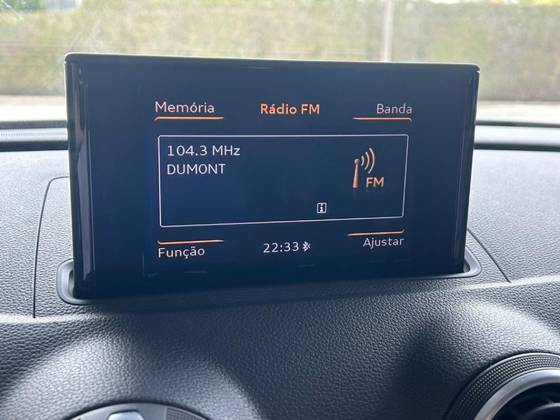 Memória Rádio FM Banda
104.3 MHz
DUMONT
FM
i
Função 22:33 Ajustar